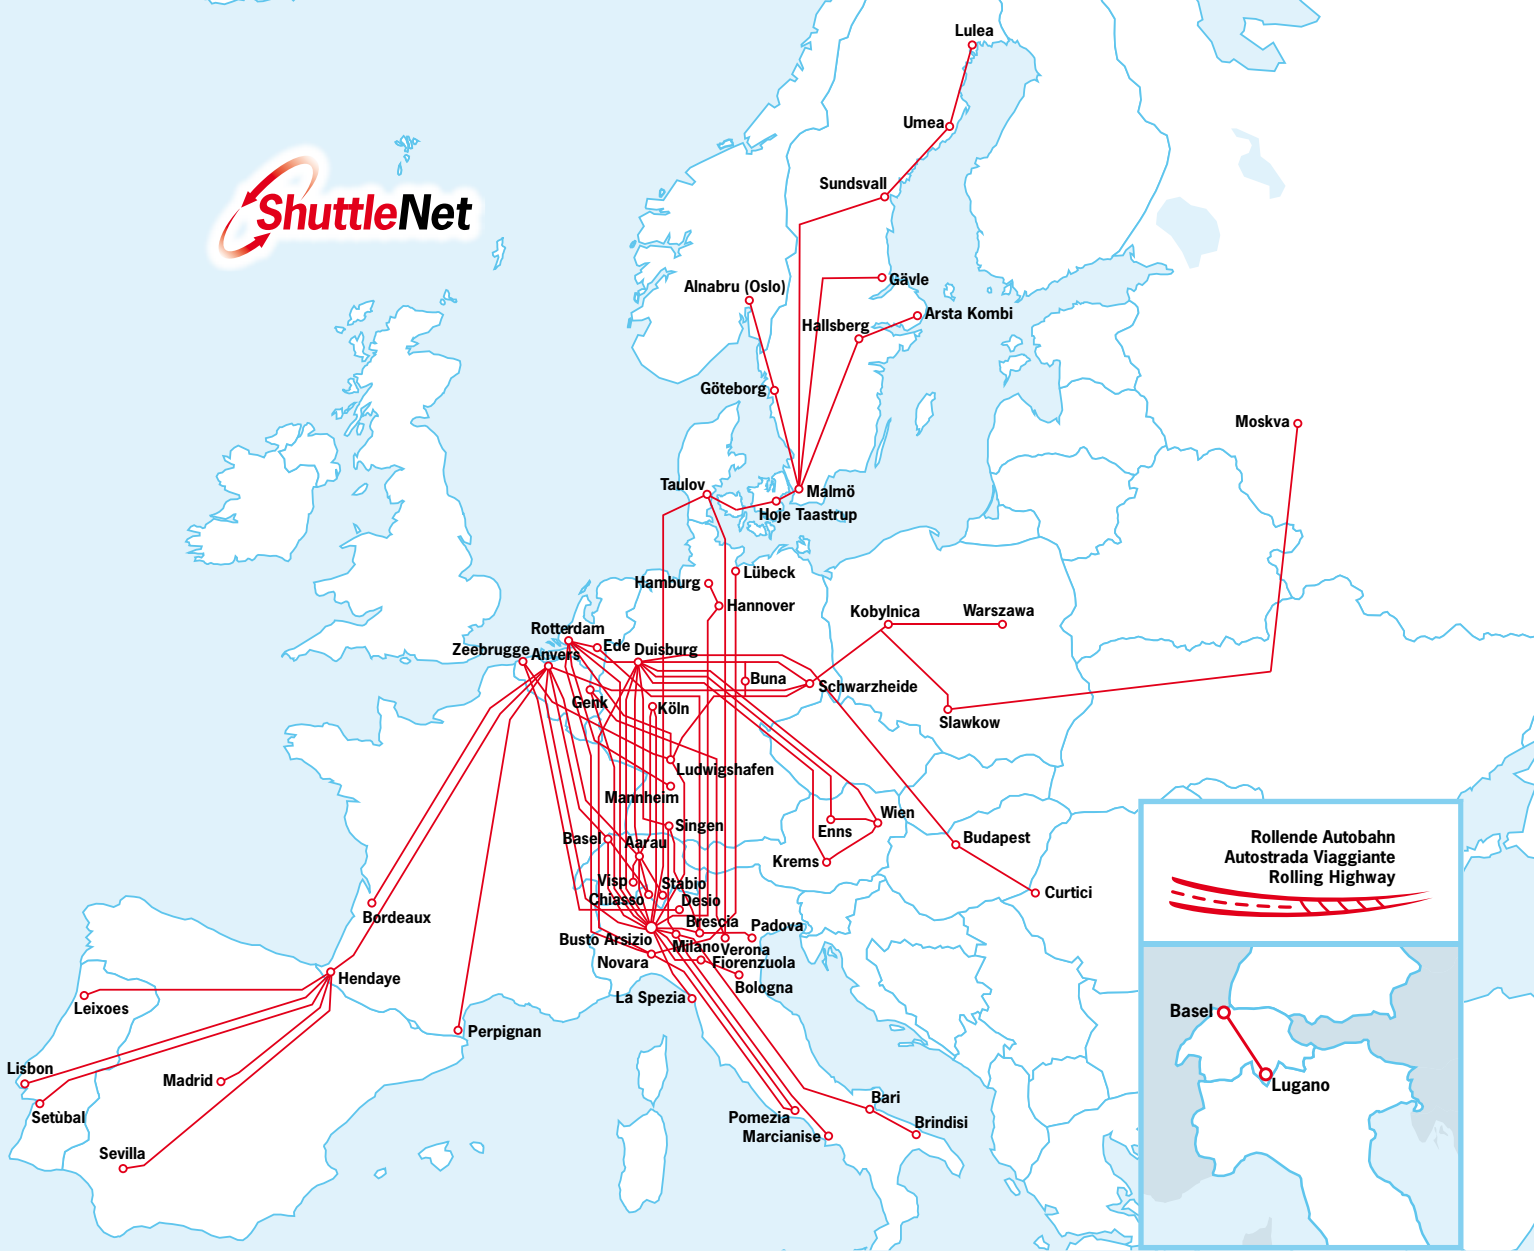 Lulea
Umea
Sundsvall
ShuttleNet
Gävle
Alnabru (Oslo)
Arsta Kombi
Hallsberg
Göteborg
Moskva
Taulov
Malmö
Hoje Taastrup
Lübeck
Hamburg
Hannover
Kobylnica
Warszawa
Rotterdam
Zeebrugge
Anvers
Ede
Duisburg
Buna
Schwarzheide
Genk
Köln
Slawkow
Ludwigshafen
Mannheim
Wien
Singen
Enns
Basel
Aarau
Budapest
Krems
Visp
Stabio
Chiasso
Desio
Curtici
Bordeaux
Brescia
Padova
Busto Arsizio
Milano
Verona
Novara
Fiorenzuola
Hendaye
Bologna
La Spezia
Leixoes
Perpignan
Lisbon
Madrid
Setùbal
Bari
Pomezia
Brindisi
Marcianise
Sevilla
Rollende Autobahn
Autostrada Viaggiante
Rolling Highway
Basel
Lugano